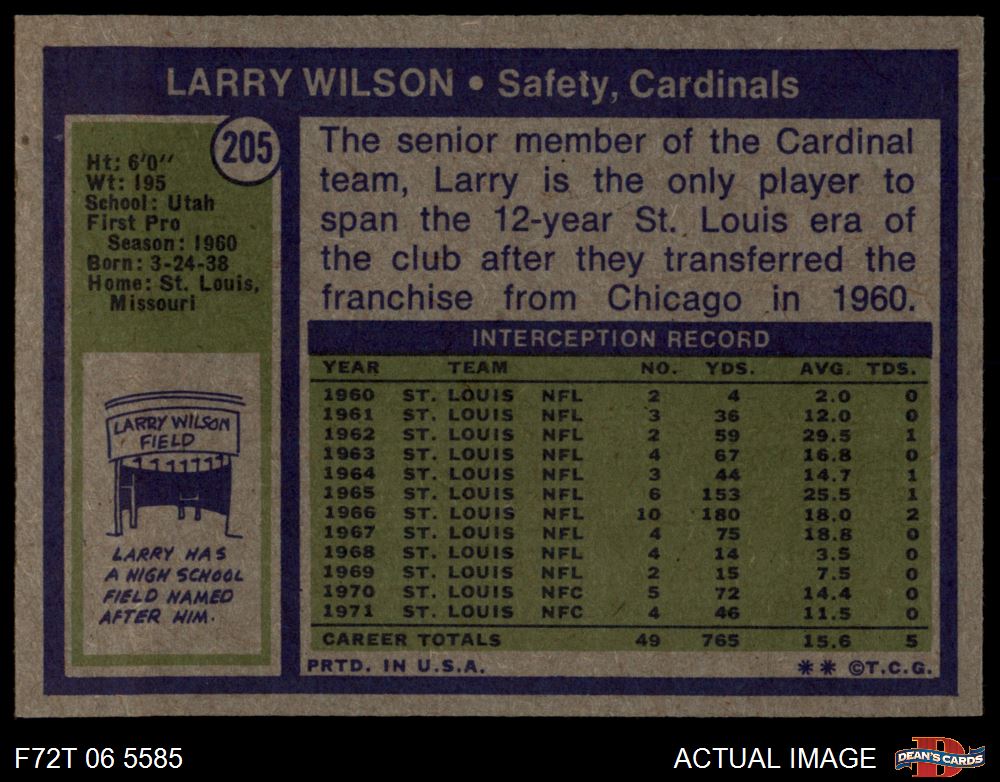 LARRY WILSON • Safety, Cardinals
205
Ht: 6'0''
Wt: 195
School: Utah
First Pro
Season: 1960
Born: 3-24-38
Home: St. Louis,
Missouri
LARRY WILSON
FIELD
LARRY HAS
A HIGH SCHOOL
FIELD NAMED
AFTER HIM.
The senior member of the Cardinal
team, Larry is the only player to
span the 12-year St. Louis era of
the club after they transferred the
franchise from Chicago in 1960.
INTERCEPTION RECORD
YEAR TEAM NO. YDS. AVG. TDS.
1960 ST. LOUIS NFL 2 4 2.0 0
1961 ST. LOUIS NFL 3 36 12.0 0
1962 ST. LOUIS NFL 2 59 29.5 1
1963 ST. LOUIS NFL 4 67 16.8 0
1964 ST. LOUIS NFL 3 44 14.7 1
1965 ST. LOUIS NFL 6 153 25.5 1
1966 ST. LOUIS NFL 10 180 18.0 2
1967 ST. LOUIS NFL 4 75 18.8 0
1968 ST. LOUIS NFL 4 14 3.5 0
1969 ST. LOUIS NFL 2 15 7.5 0
1970 ST. LOUIS NFC 5 72 14.4 0
1971 ST. LOUIS NFC 4 46 11.5 0
CAREER TOTALS 49 765 15.6 5
PRTD. IN U.S.A. ** ©T.C.G.
F72T 06 5585
ACTUAL IMAGE
D
DEAN'S CARDS